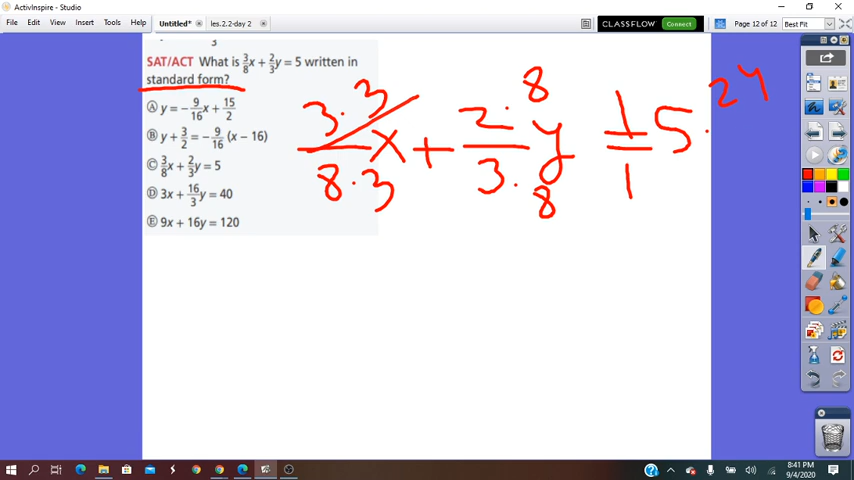 ActivInspire - Studio
File Edit View Insert Tools Help
Untitled* les.2.2-day 2
CLASSFLOW Connect
Page 12 of 12 Best Fit
3
SAT/ACT What is 3/8x + 2/3y = 5 written in
standard form?
A y = -9/16x + 15/2
B y + 3/2 = -9/16(x - 16)
C 3/8x + 2/3y = 5
D 3x + 16/3y = 40
E 9x + 16y = 120
3·3 2·8 1 5·24
x + y =
8·3 3·8 1
8:41 PM
9/4/2020